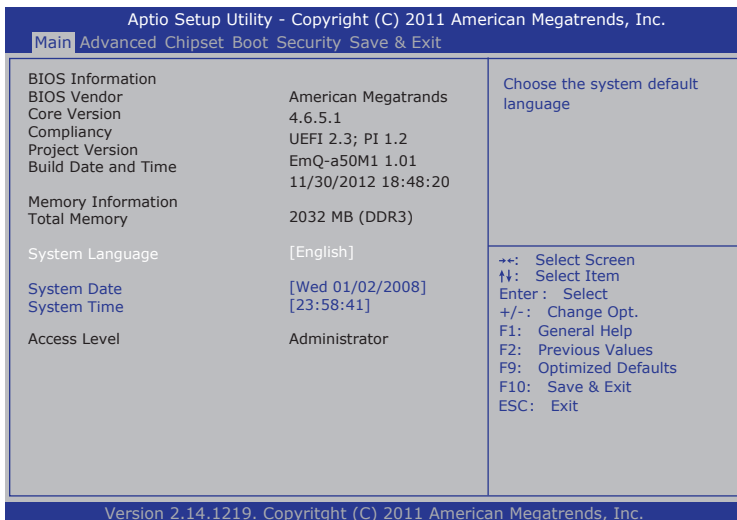 Aptio Setup Utility - Copyright (C) 2011 American Megatrends, Inc.
Main Advanced Chipset Boot Security Save & Exit
BIOS Information
BIOS Vendor American Megatrands
Core Version 4.6.5.1
Compliancy UEFI 2.3; PI 1.2
Project Version EmQ-a50M1 1.01
Build Date and Time 11/30/2012 18:48:20
Memory Information
Total Memory 2032 MB (DDR3)
System Language [English]
System Date [Wed 01/02/2008]
System Time [23:58:41]
Access Level Administrator
Choose the system default
language
→←: Select Screen
↑↓: Select Item
Enter : Select
+/-: Change Opt.
F1: General Help
F2: Previous Values
F9: Optimized Defaults
F10: Save & Exit
ESC: Exit
Version 2.14.1219. Copyritght (C) 2011 American Megatrends, Inc.